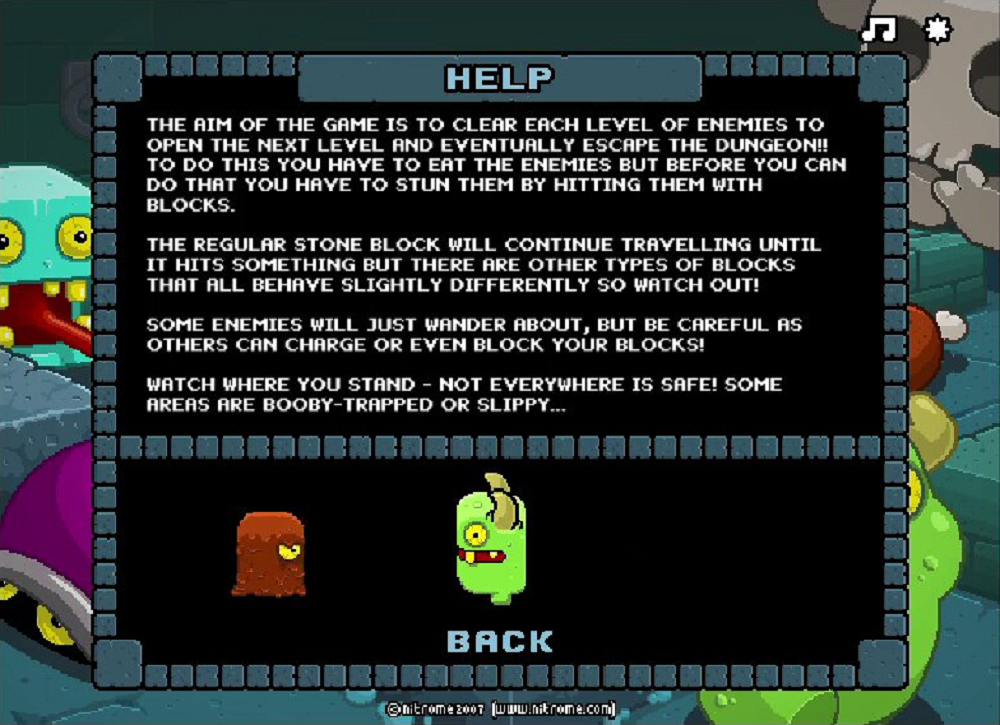 HELP
THE AIM OF THE GAME IS TO CLEAR EACH LEVEL OF ENEMIES TO
OPEN THE NEXT LEVEL AND EVENTUALLY ESCAPE THE DUNGEON!!
TO DO THIS YOU HAVE TO EAT THE ENEMIES BUT BEFORE YOU CAN
DO THAT YOU HAVE TO STUN THEM BY HITTING THEM WITH
BLOCKS.
THE REGULAR STONE BLOCK WILL CONTINUE TRAVELLING UNTIL
IT HITS SOMETHING BUT THERE ARE OTHER TYPES OF BLOCKS
THAT ALL BEHAVE SLIGHTLY DIFFERENTLY SO WATCH OUT!
SOME ENEMIES WILL JUST WANDER ABOUT, BUT BE CAREFUL AS
OTHERS CAN CHARGE OR EVEN BLOCK YOUR BLOCKS!
WATCH WHERE YOU STAND - NOT EVERYWHERE IS SAFE! SOME
AREAS ARE BOOBY-TRAPPED OR SLIPPY...
BACK
©nitrome2007 [www.nitrome.com]